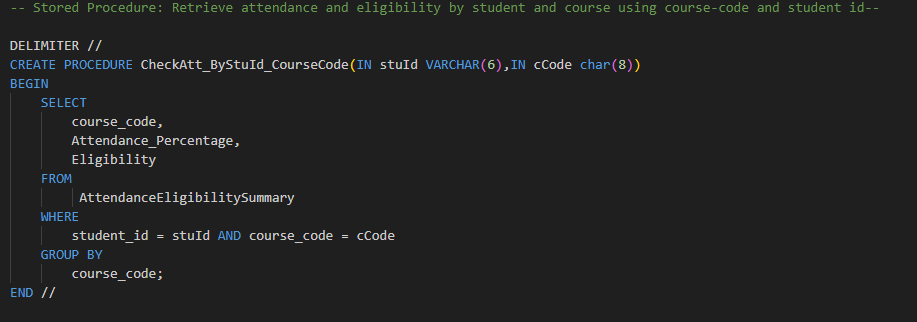 -- Stored Procedure: Retrieve attendance and eligibility by student and course using course-code and student id--
DELIMITER //
CREATE PROCEDURE CheckAtt_ByStuId_CourseCode(IN stuId VARCHAR(6),IN cCode char(8))
BEGIN
SELECT
course_code,
Attendance_Percentage,
Eligibility
FROM
AttendanceEligibilitySummary
WHERE
student_id = stuId AND course_code = cCode
GROUP BY
course_code;
END //